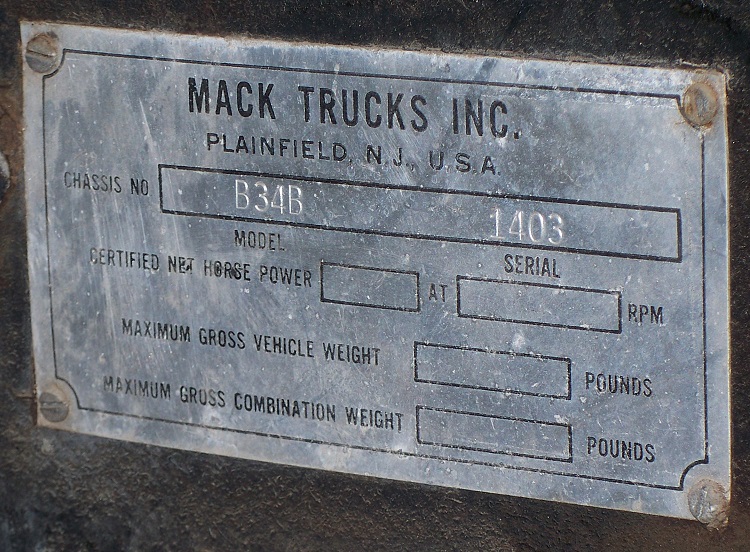 MACK TRUCKS INC.
PLAINFIELD, N.J., U.S.A.
CHASSIS NO B34B 1403
MODEL SERIAL
CERTIFIED NET HORSE POWER AT RPM
MAXIMUM GROSS VEHICLE WEIGHT POUNDS
MAXIMUM GROSS COMBINATION WEIGHT POUNDS